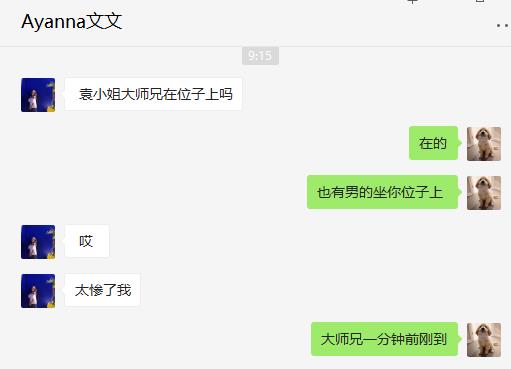 Ayanna文文
9:15
袁小姐大师兄在位子上吗
在的
也有男的坐你位子上
哎
太惨了我
大师兄一分钟前刚到